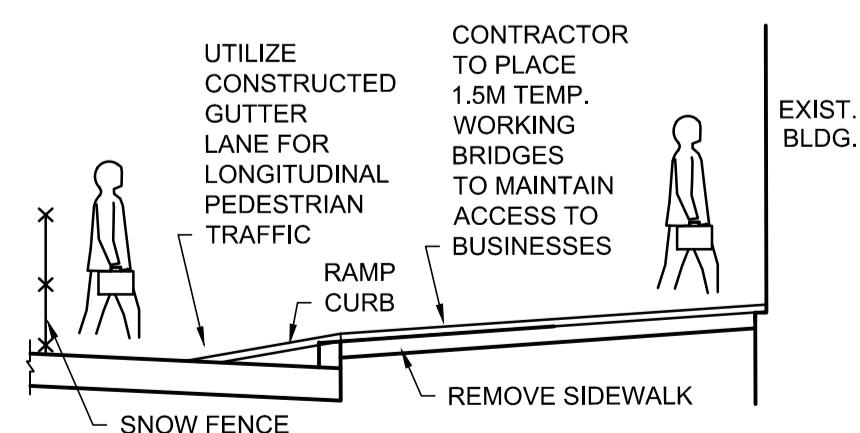 UTILIZE
CONSTRUCTED
GUTTER
LANE FOR
LONGITUDINAL
PEDESTRIAN
TRAFFIC
CONTRACTOR
TO PLACE
1.5M TEMP.
WORKING
BRIDGES
TO MAINTAIN
ACCESS TO
BUSINESSES
EXIST.
BLDG.
RAMP
CURB
REMOVE SIDEWALK
SNOW FENCE